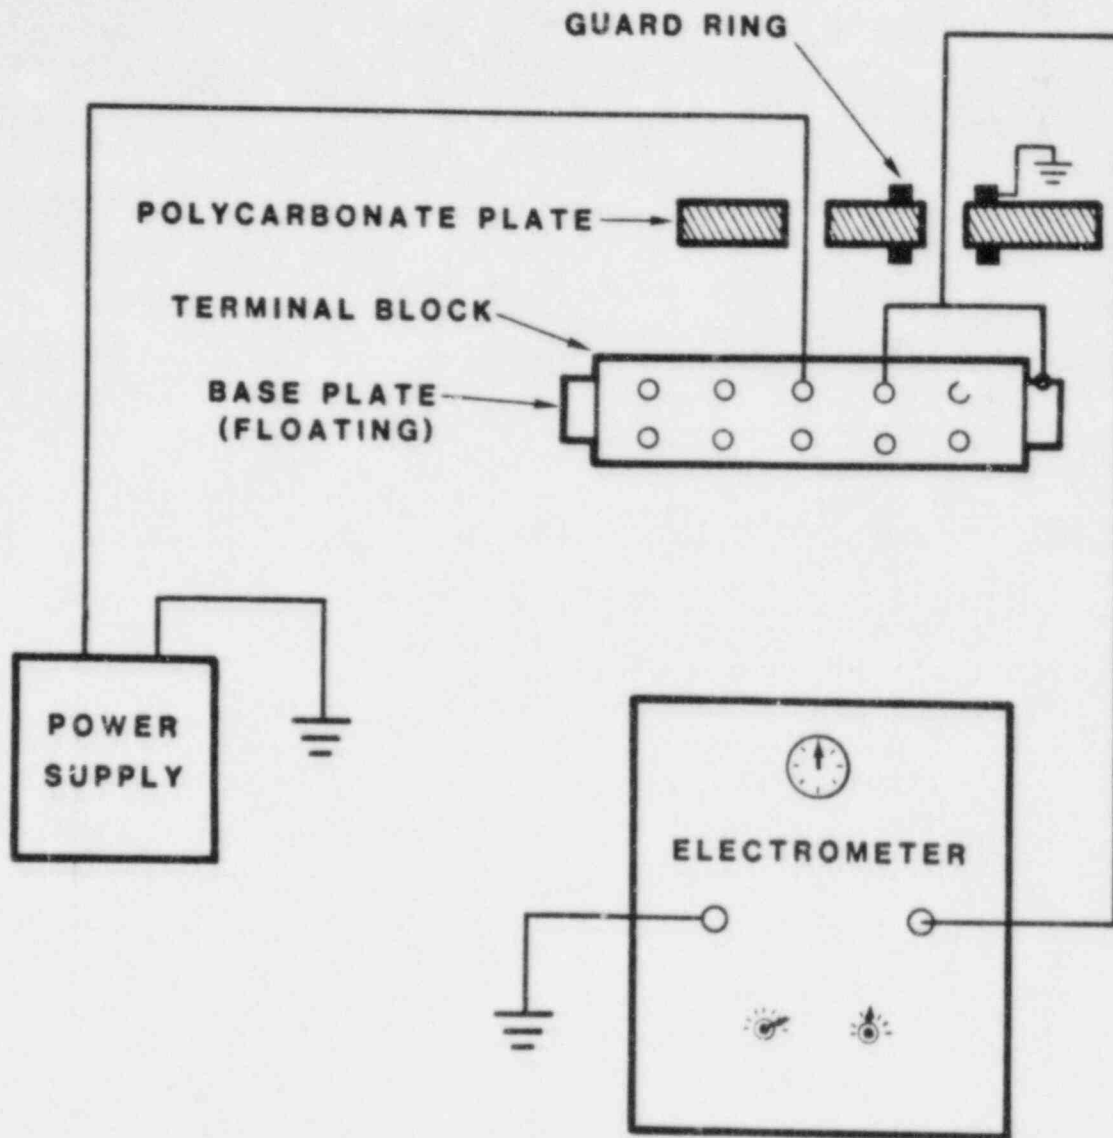 GUARD RING
POLYCARBONATE PLATE
TERMINAL BLOCK
BASE PLATE
(FLOATING)
POWER
SUPPLY
ELECTROMETER